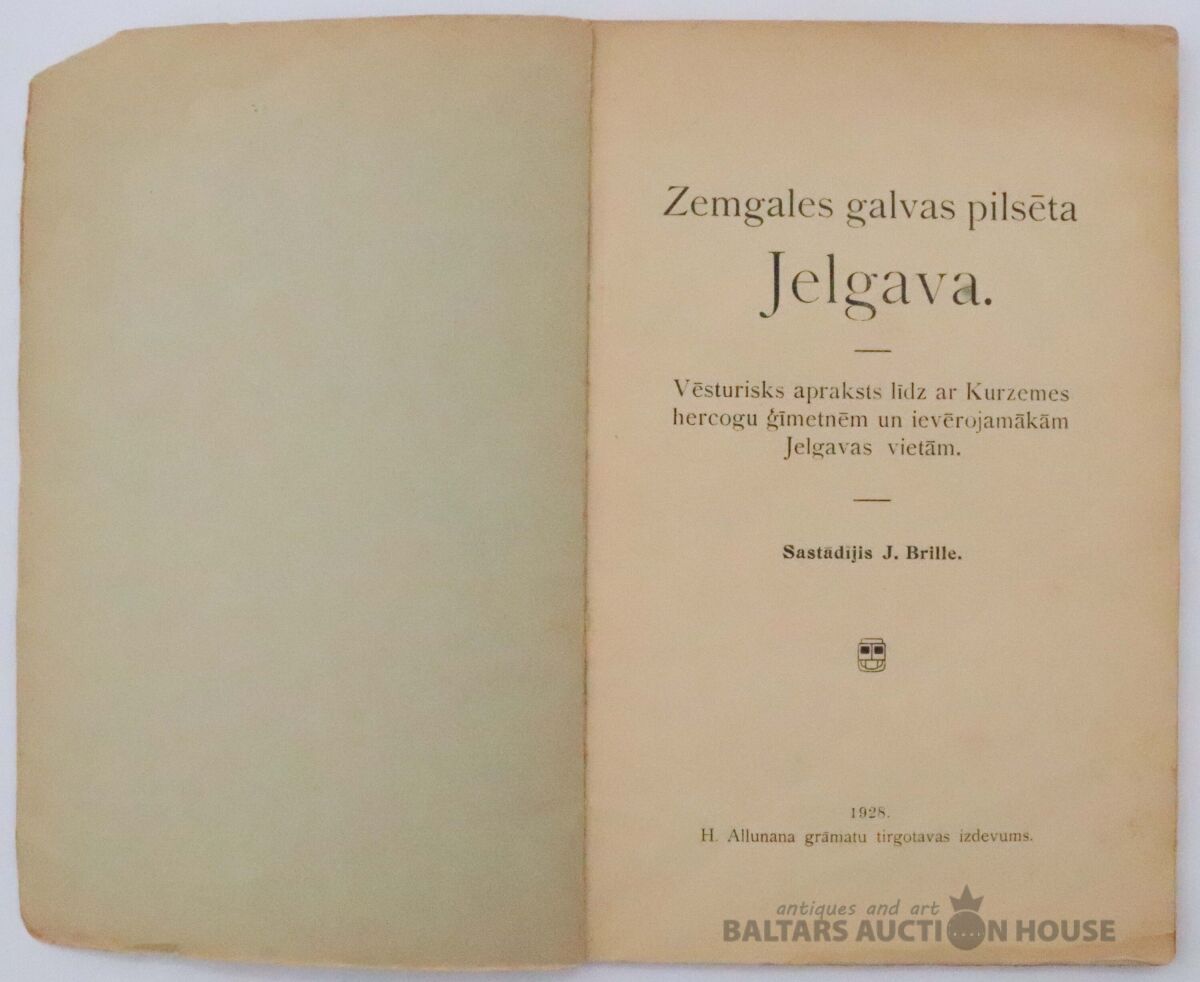 Zemgales galvas pilsēta
Jelgava.
Vēsturisks apraksts līdz ar Kurzemes
hercogu ģīmetnēm un ievērojamākām
Jelgavas vietām.
Sastādījis J. Brille.
1928.
H. Allunana grāmatu tirgotavas izdevums.
antiques and art
BALTARS AUCTION HOUSE